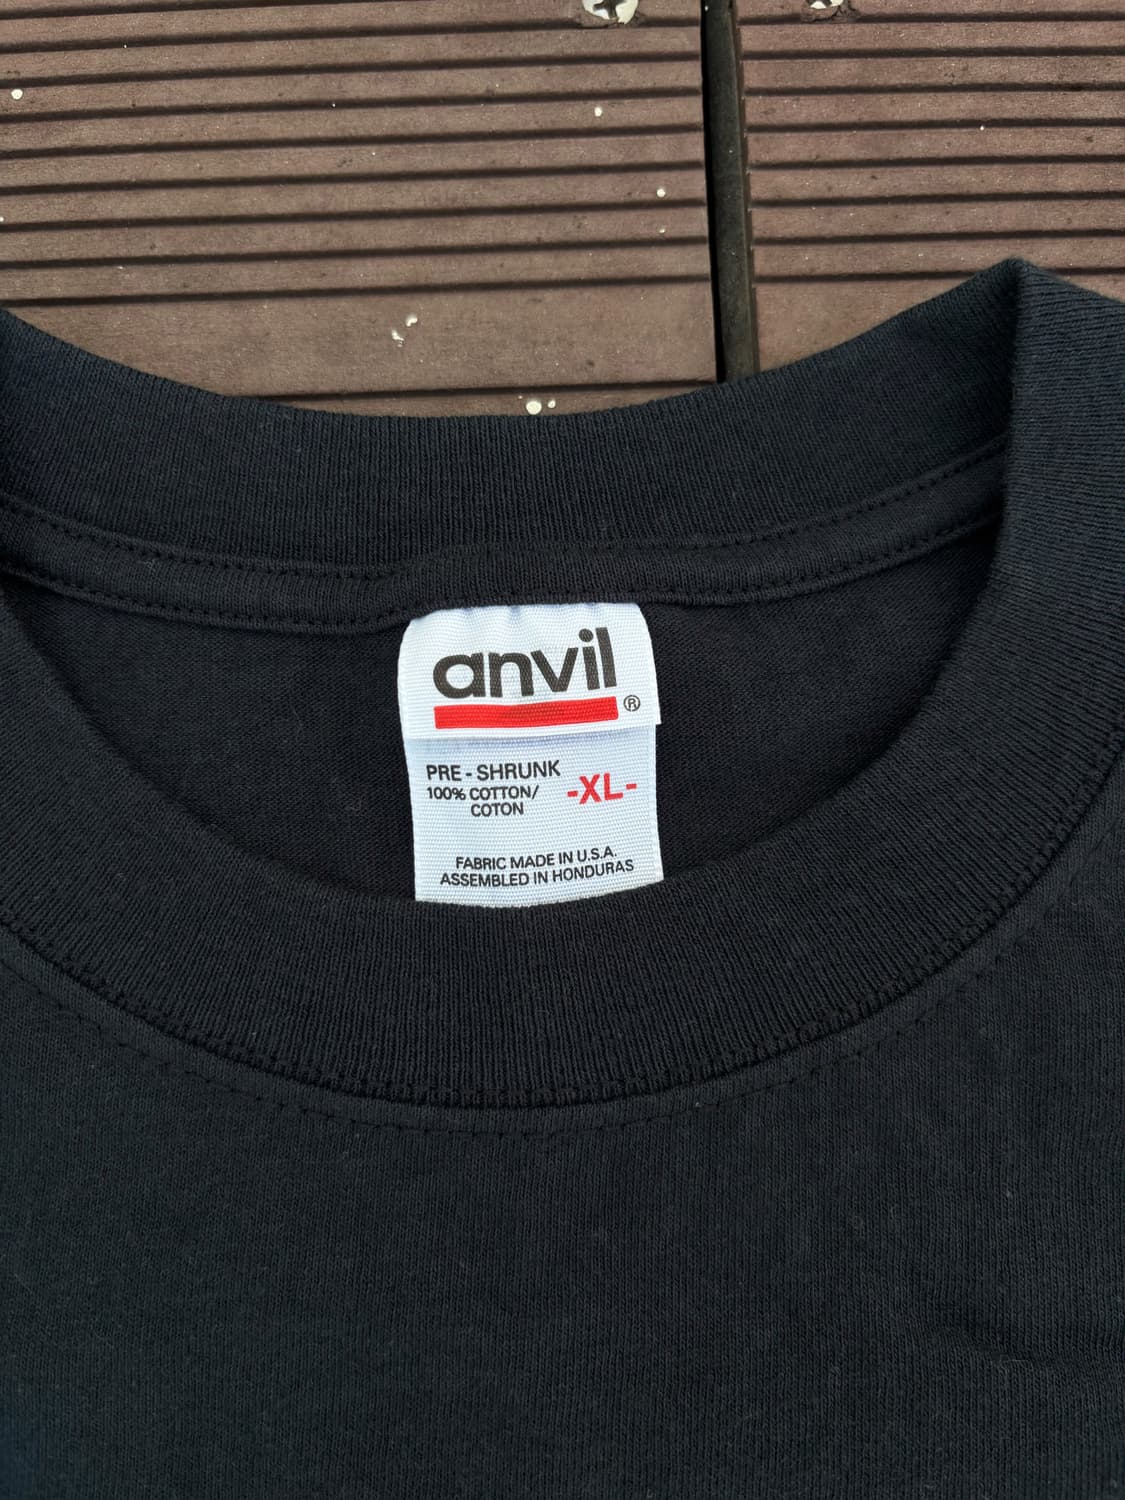 anvil®
PRE - SHRUNK
100% COTTON/
COTON
-XL-
FABRIC MADE IN U.S.A.
ASSEMBLED IN HONDURAS